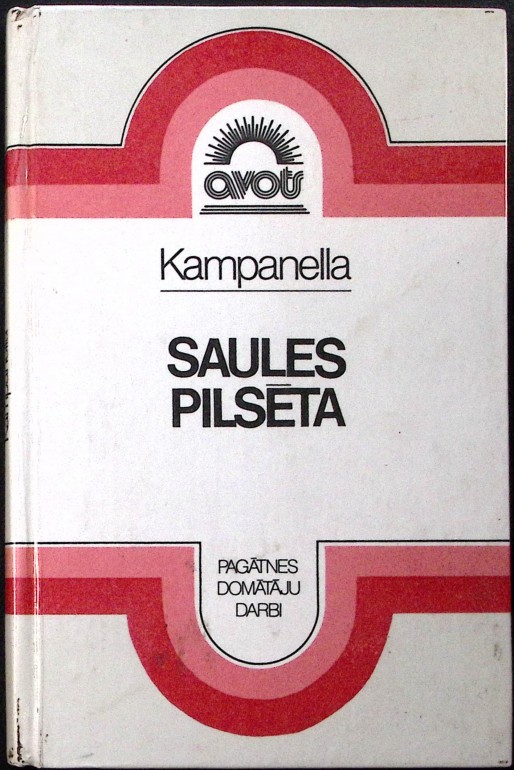 avots
Kampanella
SAULES
PILSĒTA
PAGĀTNES
DOMĀTĀJU
DARBI